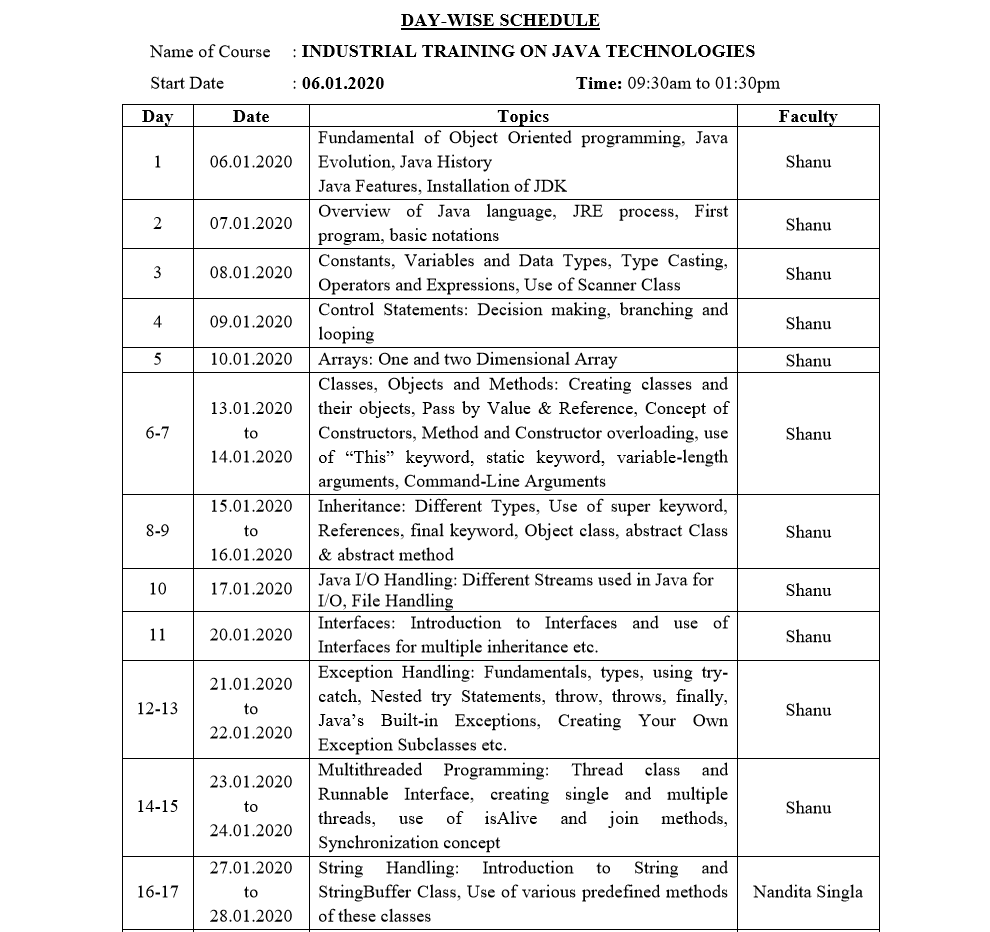 DAY-WISE SCHEDULE
Name of Course : INDUSTRIAL TRAINING ON JAVA TECHNOLOGIES
Start Date : 06.01.2020 Time: 09:30am to 01:30pm
Day Date Topics Faculty
1 06.01.2020 Fundamental of Object Oriented programming, Java
Evolution, Java History
Java Features, Installation of JDK
Shanu
2 07.01.2020 Overview of Java language, JRE process, First
program, basic notations
Shanu
3 08.01.2020 Constants, Variables and Data Types, Type Casting,
Operators and Expressions, Use of Scanner Class
Shanu
4 09.01.2020 Control Statements: Decision making, branching and
looping
Shanu
5 10.01.2020 Arrays: One and two Dimensional Array Shanu
6-7
13.01.2020
to
14.01.2020
Classes, Objects and Methods: Creating classes and
their objects, Pass by Value & Reference, Concept of
Constructors, Method and Constructor overloading, use
of “This” keyword, static keyword, variable-length
arguments, Command-Line Arguments
Shanu
8-9
15.01.2020
to
16.01.2020
Inheritance: Different Types, Use of super keyword,
References, final keyword, Object class, abstract Class
& abstract method
Shanu
10 17.01.2020 Java I/O Handling: Different Streams used in Java for
I/O, File Handling
Shanu
11 20.01.2020 Interfaces: Introduction to Interfaces and use of
Interfaces for multiple inheritance etc.
Shanu
12-13
21.01.2020
to
22.01.2020
Exception Handling: Fundamentals, types, using try-
catch, Nested try Statements, throw, throws, finally,
Java’s Built-in Exceptions, Creating Your Own
Exception Subclasses etc.
Shanu
14-15
23.01.2020
to
24.01.2020
Multithreaded Programming: Thread class and
Runnable Interface, creating single and multiple
threads, use of isAlive and join methods,
Synchronization concept
Shanu
16-17
27.01.2020
to
28.01.2020
String Handling: Introduction to String and
StringBuffer Class, Use of various predefined methods
of these classes
Nandita Singla